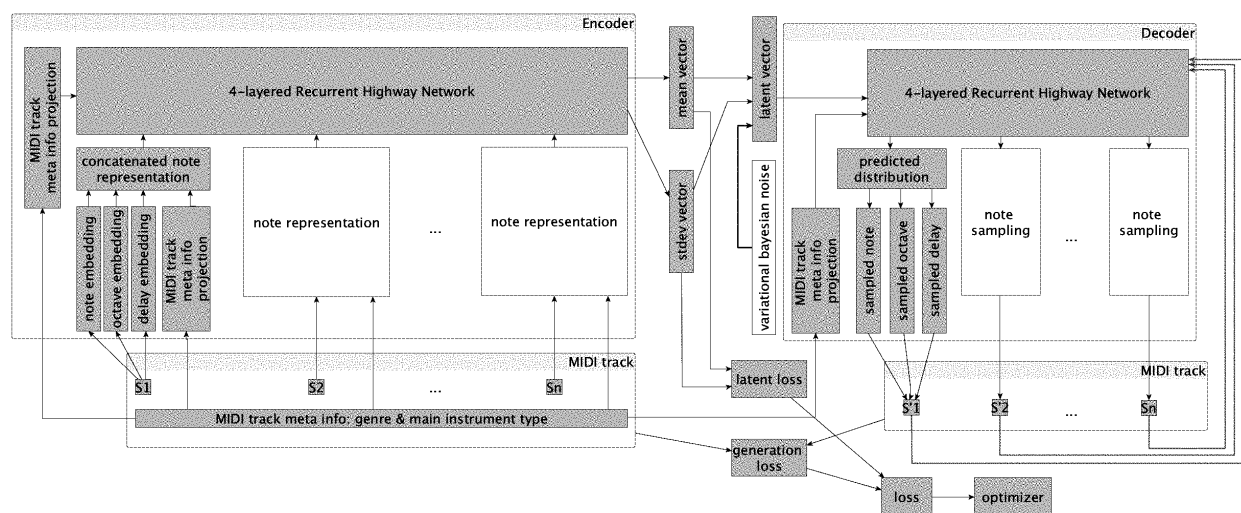 Encoder
MIDI track
meta info projection
4-layered Recurrent Highway Network
concatenated note
representation
note embedding
octave embedding
delay embedding
MIDI track
meta info
projection
note representation
...
note representation
MIDI track
S1
S2
...
Sn
MIDI track meta info: genre & main instrument type
mean vector
stdev vector
latent vector
variational bayesian noise
Decoder
4-layered Recurrent Highway Network
MIDI track
meta info
projection
predicted
distribution
sampled note
sampled octave
sampled delay
note
sampling
...
note
sampling
MIDI track
S'1
S'2
...
Sn
latent loss
generation
loss
loss
optimizer